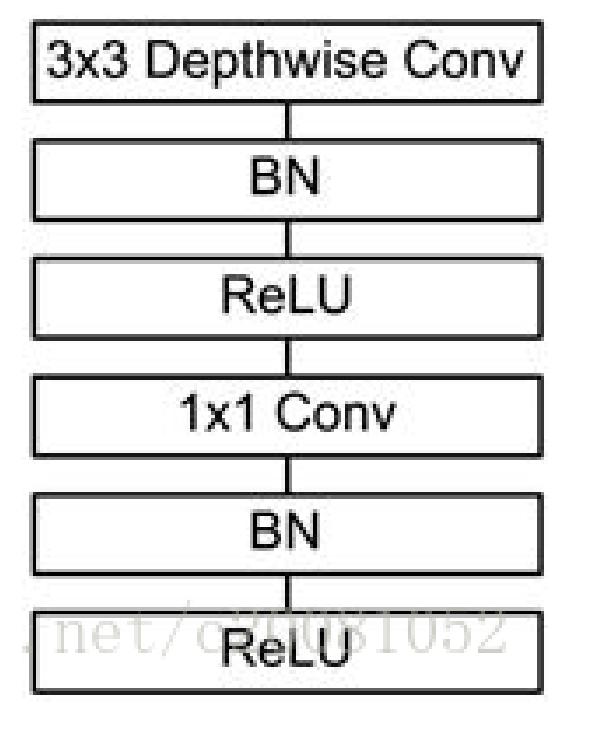 3x3 Depthwise Conv
BN
ReLU
1x1 Conv
BN
ReLU